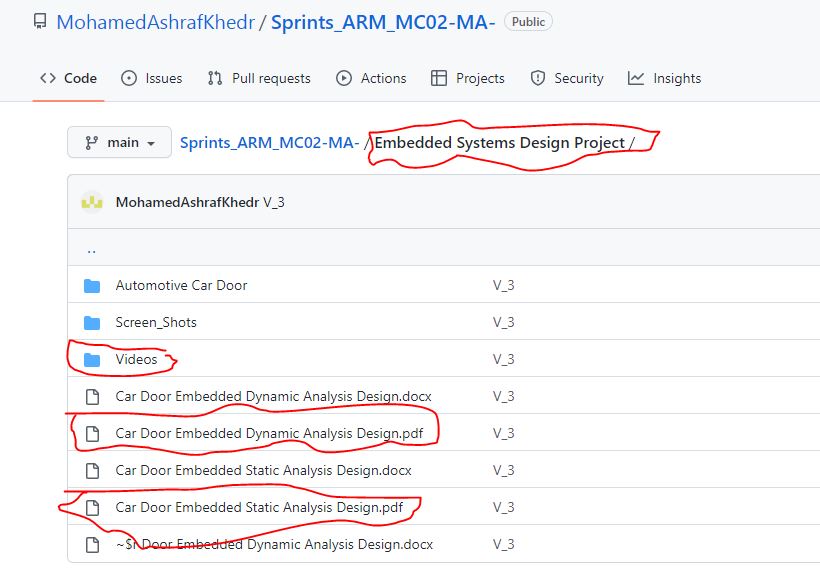 MohamedAshrafKhedr / Sprints_ARM_MC02-MA- Public
Code Issues Pull requests Actions Projects Security Insights
main Sprints_ARM_MC02-MA- / Embedded Systems Design Project /
MohamedAshrafKhedr V_3
..
Automotive Car Door V_3
Screen_Shots V_3
Videos V_3
Car Door Embedded Dynamic Analysis Design.docx V_3
Car Door Embedded Dynamic Analysis Design.pdf V_3
Car Door Embedded Static Analysis Design.docx V_3
Car Door Embedded Static Analysis Design.pdf V_3
~$r Door Embedded Dynamic Analysis Design.docx V_3